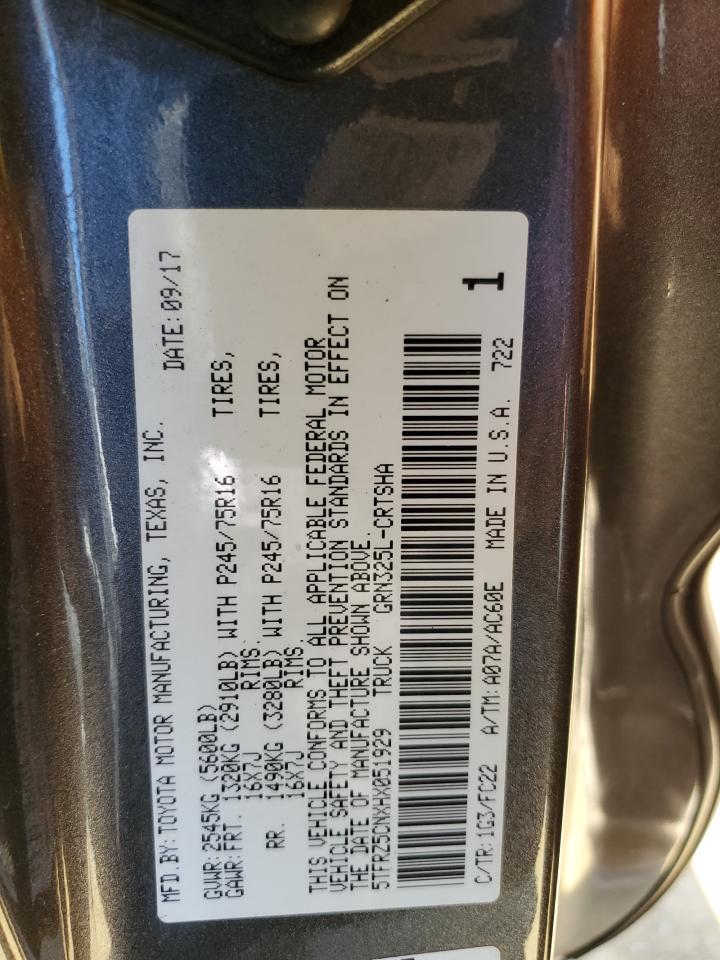 MFD.BY:TOYOTA MOTOR MANUFACTURING, TEXAS, INC.
DATE:09/17
GVWR:2545KG (5600LB)
GAWR:FRT. 1320KG (2910LB) WITH P245/75R16 TIRES,
16X7J RIMS.
RR. 1490KG (3280LB) WITH P245/75R16 TIRES,
16X7J RIMS.
THIS VEHICLE CONFORMS TO ALL APPLICABLE FEDERAL MOTOR
VEHICLE SAFETY AND THEFT PREVENTION STANDARDS IN EFFECT ON
THE DATE OF MANUFACTURE SHOWN ABOVE.
5TFRZ5CNXHX051929 TRUCK GRN325L-CRTSHA
C/TR:1G3/FC22 A/TM:A07A/AC60E MADE IN U.S.A. 722
1